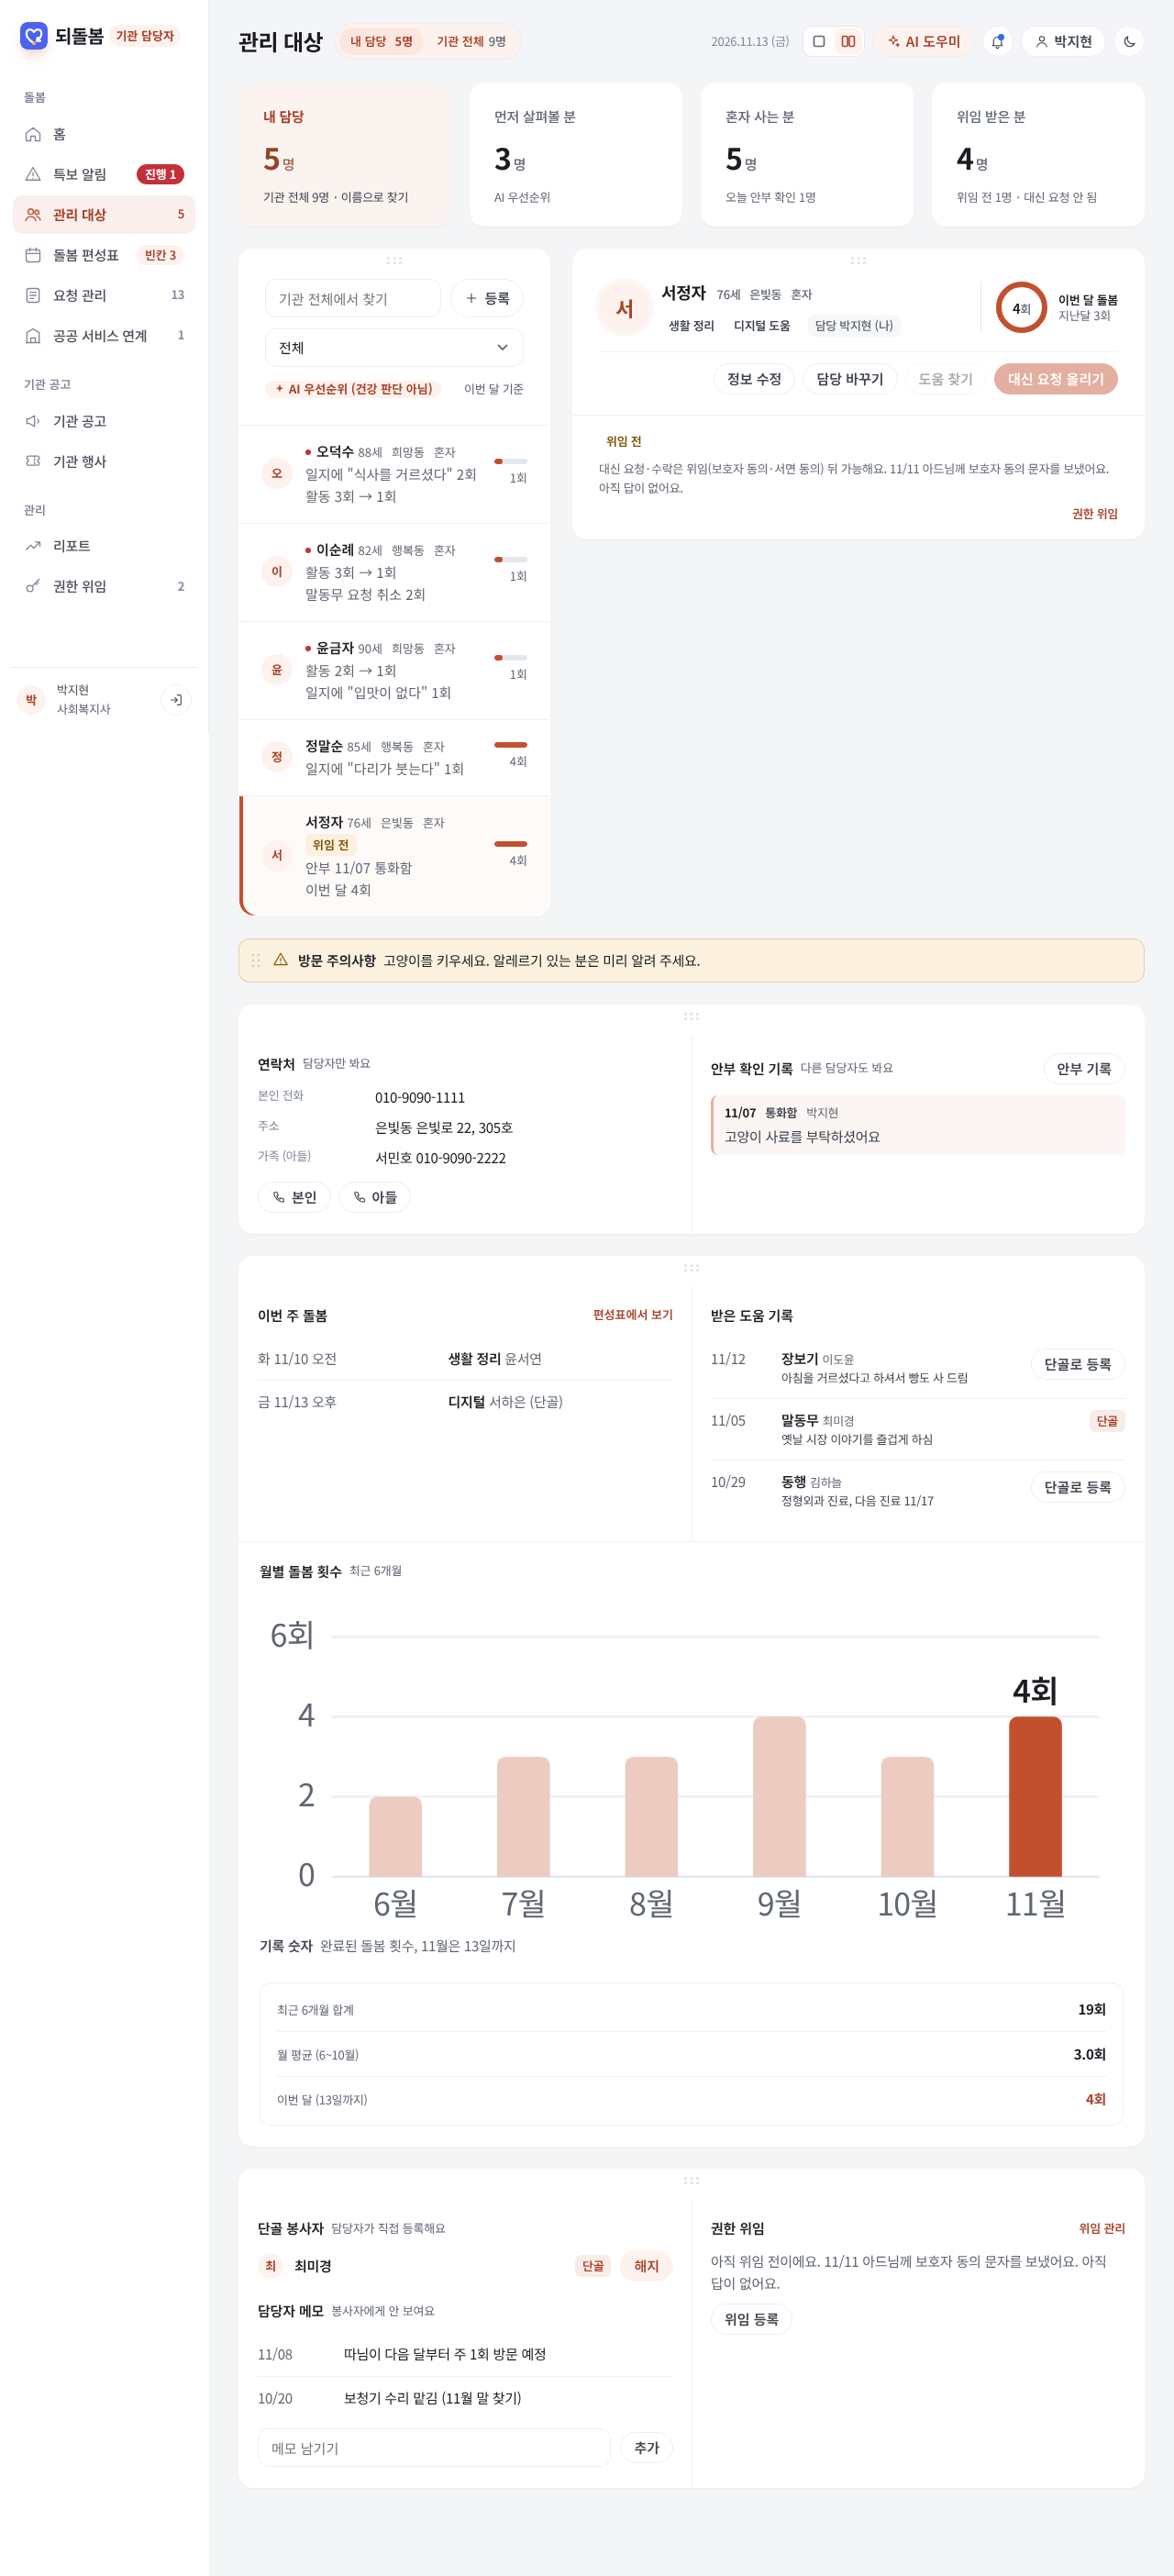 되돌봄 기관 담당자
돌봄
홈
특보 알림 진행 1
관리 대상 5
돌봄 편성표 빈칸 3
요청 관리 13
공공 서비스 연계 1
기관 공고
기관 공고
기관 행사
관리
리포트
권한 위임 2
박 박지현
사회복지사
관리 대상 내 담당 5명 기관 전체 9명
2026.11.13 (금) AI 도우미 박지현
내 담당
5명
기관 전체 9명 · 이름으로 찾기
먼저 살펴볼 분
3명
AI 우선순위
혼자 사는 분
5명
오늘 안부 확인 1명
위임 받은 분
4명
위임 전 1명 · 대신 요청 안 됨
기관 전체에서 찾기 + 등록
전체
+ AI 우선순위 (건강 판단 아님) 이번 달 기준
오 오덕수 88세 희망동 혼자
일지에 "식사를 거르셨다" 2회
활동 3회 → 1회
1회
이 이순례 82세 행복동 혼자
활동 3회 → 1회
말동무 요청 취소 2회
1회
윤 윤금자 90세 희망동 혼자
활동 2회 → 1회
일지에 "입맛이 없다" 1회
1회
정 정말순 85세 행복동 혼자
일지에 "다리가 붓는다" 1회
4회
서 서정자 76세 은빛동 혼자
위임 전
안부 11/07 통화함
이번 달 4회
4회
서 서정자 76세 은빛동 혼자
생활 정리 디지털 도움 담당 박지현 (나)
4회 이번 달 돌봄
지난달 3회
정보 수정 담당 바꾸기 도움 찾기 대신 요청 올리기
위임 전
대신 요청·수락은 위임(보호자 동의·서면 동의) 뒤 가능해요. 11/11 아드님께 보호자 동의 문자를 보냈어요.
아직 답이 없어요.
권한 위임
방문 주의사항 고양이를 키우세요. 알레르기 있는 분은 미리 알려 주세요.
연락처 담당자만 봐요
본인 전화 010-9090-1111
주소 은빛동 은빛로 22, 305호
가족 (아들) 서민호 010-9090-2222
본인 아들
안부 확인 기록 다른 담당자도 봐요 안부 기록
11/07 통화함 박지현
고양이 사료를 부탁하셨어요
이번 주 돌봄 편성표에서 보기
화 11/10 오전 생활 정리 윤서연
금 11/13 오후 디지털 서하은 (단골)
받은 도움 기록
11/12 장보기 이도윤 단골로 등록
아침을 거르셨다고 하셔서 빵도 사 드림
11/05 말동무 최미경 단골
옛날 시장 이야기를 즐겁게 하심
10/29 동행 김하늘 단골로 등록
정형외과 진료, 다음 진료 11/17
월별 돌봄 횟수 최근 6개월
6회
4
2
0
4회
6월 7월 8월 9월 10월 11월
기록 숫자 완료된 돌봄 횟수, 11월은 13일까지
최근 6개월 합계 19회
월 평균 (6~10월) 3.0회
이번 달 (13일까지) 4회
단골 봉사자 담당자가 직접 등록해요
최 최미경 단골 해지
담당자 메모 봉사자에게 안 보여요
11/08 따님이 다음 달부터 주 1회 방문 예정
10/20 보청기 수리 맡김 (11월 말 찾기)
메모 남기기 추가
권한 위임 위임 관리
아직 위임 전이에요. 11/11 아드님께 보호자 동의 문자를 보냈어요. 아직
답이 없어요.
위임 등록